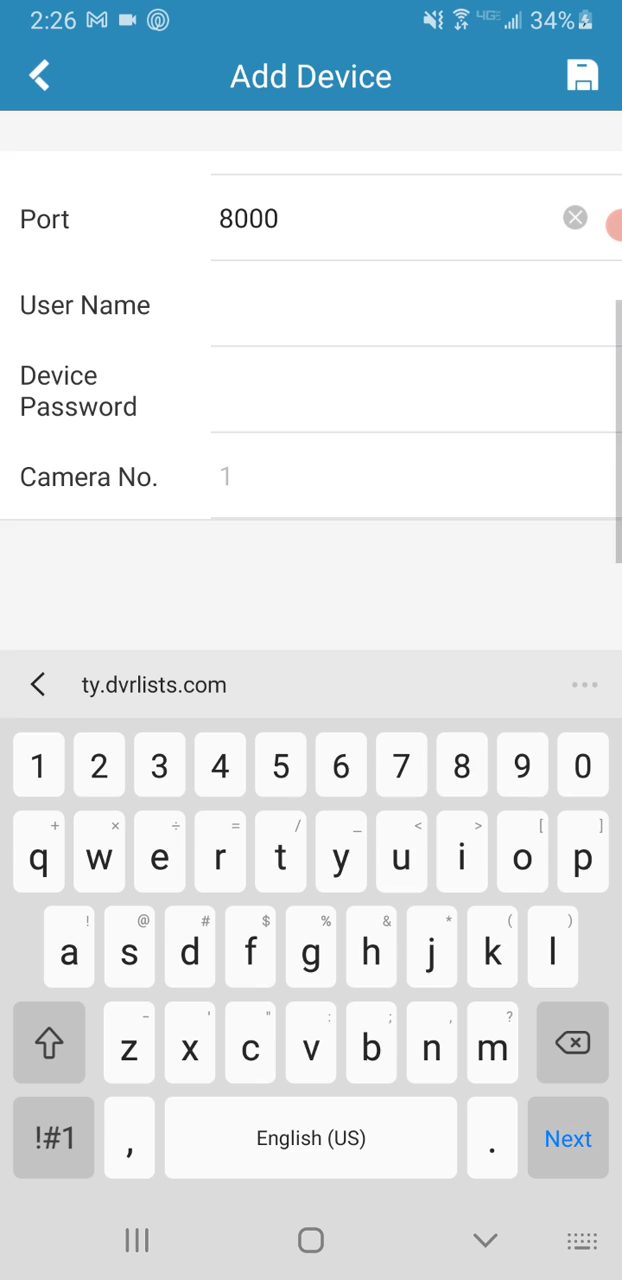 2:26 4GE 34%
Add Device
Port 8000
User Name
Device
Password
Camera No. 1
ty.dvrlists.com
1 2 3 4 5 6 7 8 9 0
+ × ÷ = / _ < > [ ]
q w e r t y u i o p
! @ # $ % & * ( )
a s d f g h j k l
- ' " : ; , ?
z x c v b n m
!#1 , English (US) . Next